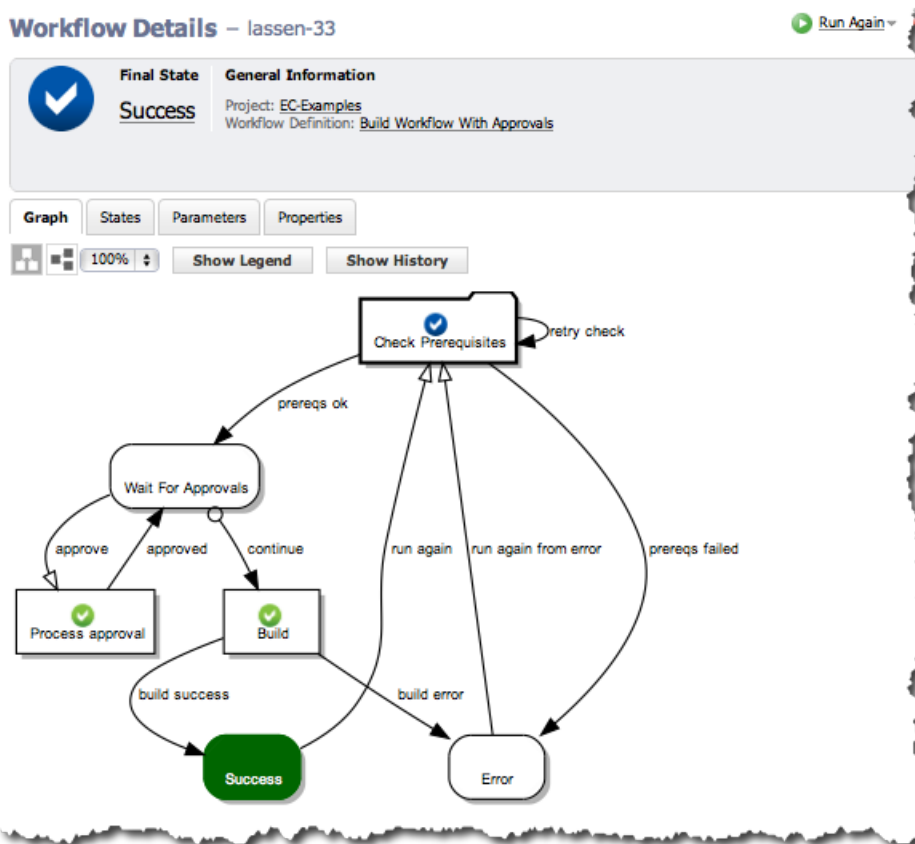 Workflow Details – lassen-33
Run Again
Final State
General Information
Success
Project: EC-Examples
Workflow Definition: Build Workflow With Approvals
Graph
States
Parameters
Properties
100%
Show Legend
Show History
Check Prerequisites
retry check
prereqs ok
Wait For Approvals
approve
approved
continue
run again
run again from error
prereqs failed
Process approval
Build
build success
build error
Success
Error